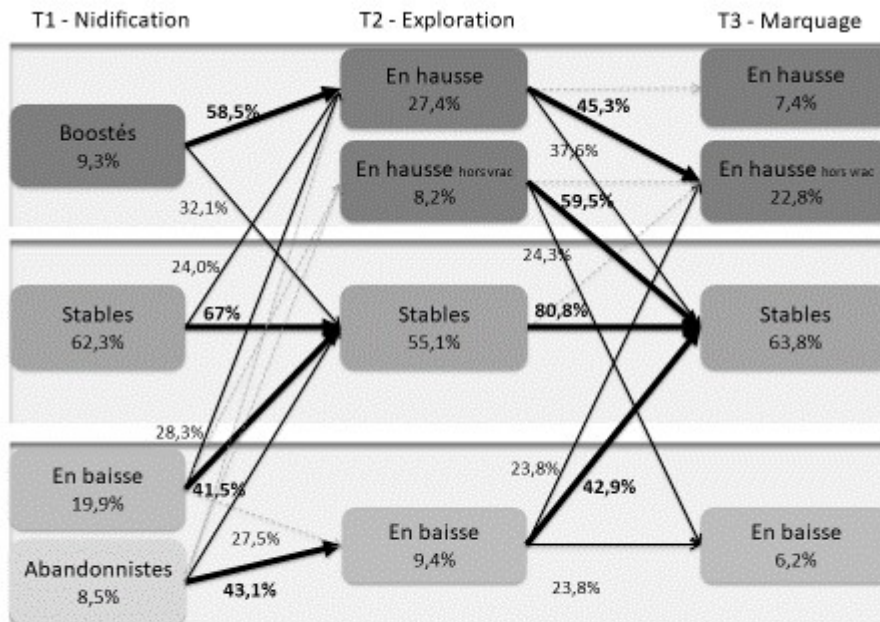 T1 - Nidification
T2 - Exploration
T3 - Marquage
En hausse
27,4%
En hausse
7,4%
58,5%
45,3%
Boostés
9,3%
37,6%
En hausse hors vrac
8,2%
En hausse hors vrac
22,8%
32,1%
59,5%
24,0%
24,3%
Stables
62,3%
67%
Stables
55,1%
80,8%
Stables
63,8%
28,3%
En baisse
19,9%
41,5%
23,8%
42,9%
27,5%
En baisse
9,4%
En baisse
6,2%
Abandonnistes
8,5%
43,1%
23,8%